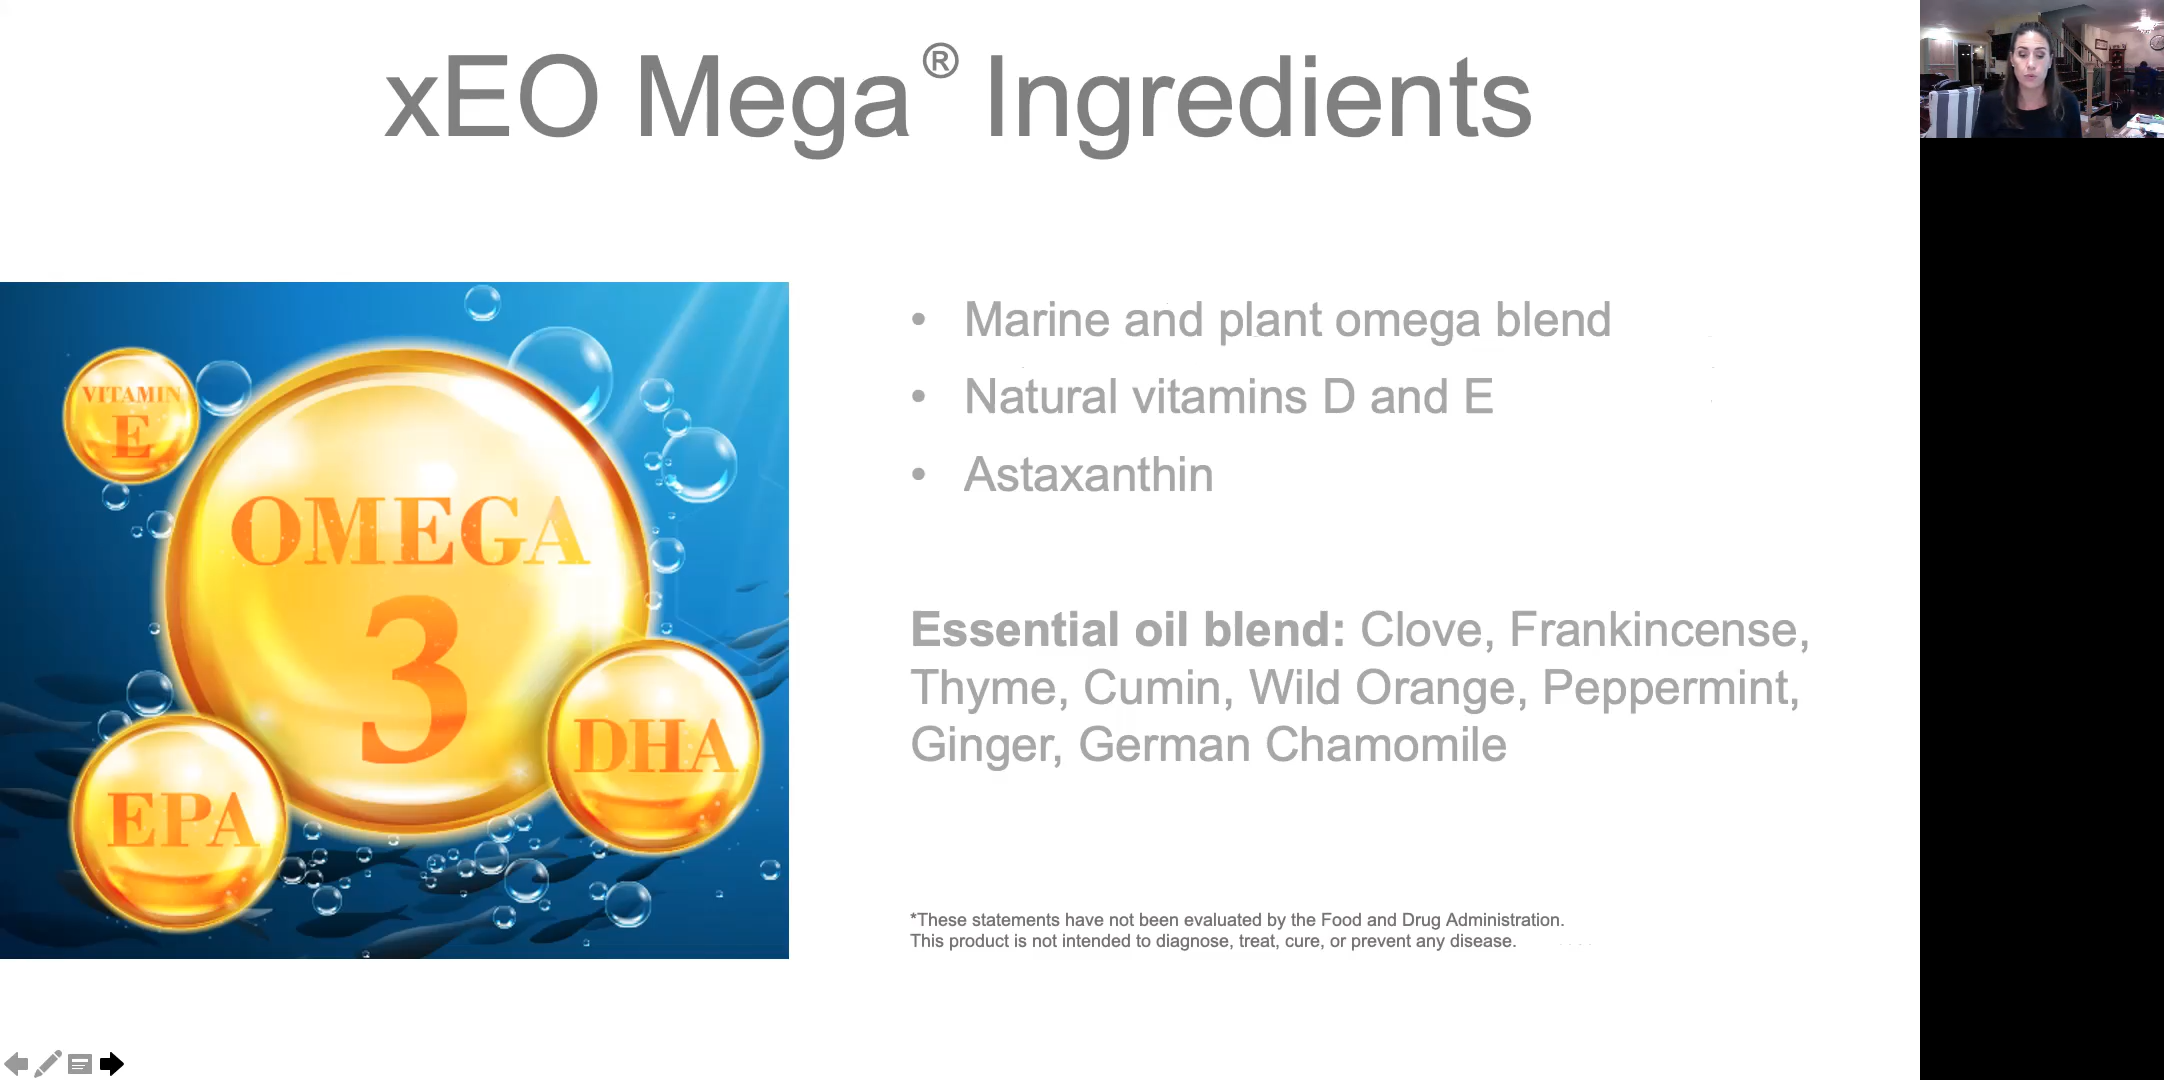 xEO Mega® Ingredients
VITAMIN
E
OMEGA
3
DHA
EPA
• Marine and plant omega blend
• Natural vitamins D and E
• Astaxanthin
Essential oil blend: Clove, Frankincense,
Thyme, Cumin, Wild Orange, Peppermint,
Ginger, German Chamomile
*These statements have not been evaluated by the Food and Drug Administration.
This product is not intended to diagnose, treat, cure, or prevent any disease.